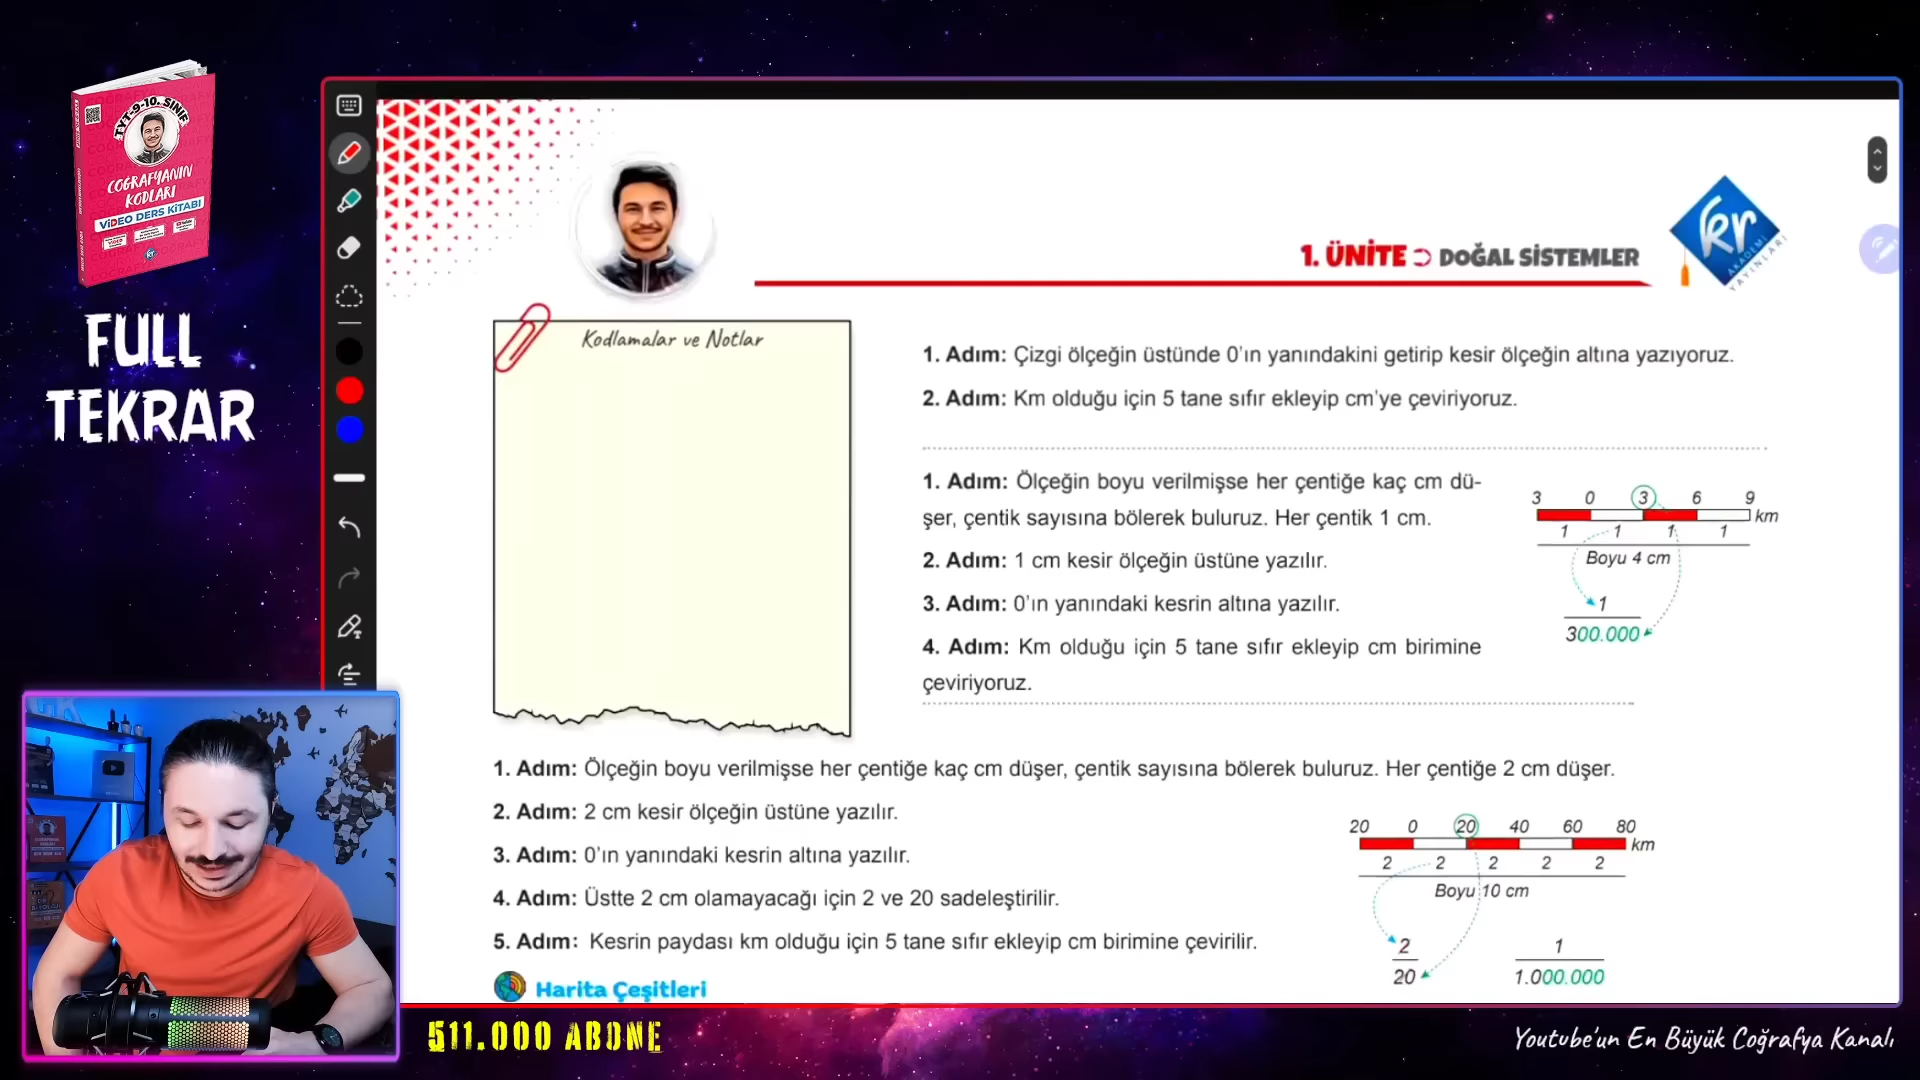 TYT-9-10. SINIF
COĞRAFYANIN
KODLARI
VİDEO DERS KİTABI
FULL
TEKRAR
kr
AKADEMİ
YAYINLARI
1. ÜNİTE DOĞAL SİSTEMLER
Kodlamalar ve Notlar
1. Adım: Çizgi ölçeğin üstünde 0'ın yanındakini getirip kesir ölçeğin altına yazıyoruz.
2. Adım: Km olduğu için 5 tane sıfır ekleyip cm'ye çeviriyoruz.
1. Adım: Ölçeğin boyu verilmişse her çentiğe kaç cm dü-
şer, çentik sayısına bölerek buluruz. Her çentik 1 cm.
2. Adım: 1 cm kesir ölçeğin üstüne yazılır.
3. Adım: 0'ın yanındaki kesrin altına yazılır.
4. Adım: Km olduğu için 5 tane sıfır ekleyip cm birimine
çeviriyoruz.
3 0 3 6 9
km
1 1 1 1
Boyu 4 cm
1
300.000
1. Adım: Ölçeğin boyu verilmişse her çentiğe kaç cm düşer, çentik sayısına bölerek buluruz. Her çentiğe 2 cm düşer.
2. Adım: 2 cm kesir ölçeğin üstüne yazılır.
3. Adım: 0'ın yanındaki kesrin altına yazılır.
4. Adım: Üstte 2 cm olamayacağı için 2 ve 20 sadeleştirilir.
5. Adım: Kesrin paydası km olduğu için 5 tane sıfır ekleyip cm birimine çevirilir.
20 0 20 40 60 80
km
2 2 2 2 2
Boyu 10 cm
2 1
20 1.000.000
Harita Çeşitleri
511.000 ABONE
Youtube'un En Büyük Coğrafya Kanalı